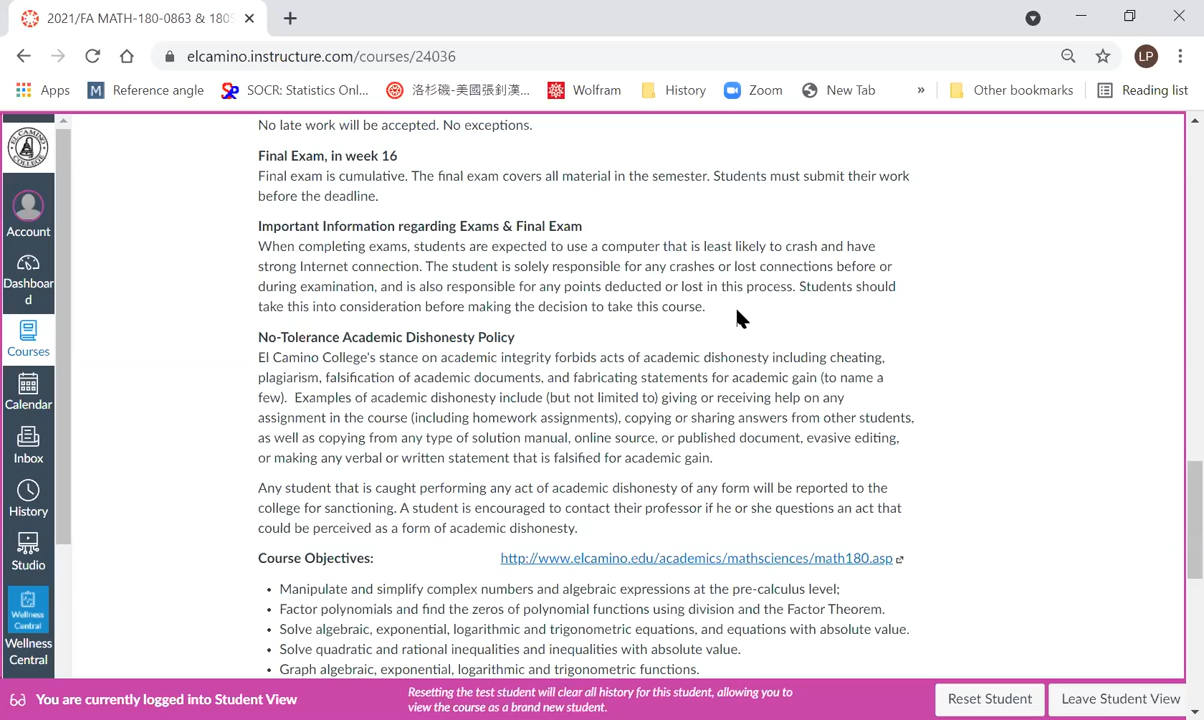 2021/FA MATH-180-0863 & 180S
elcamino.instructure.com/courses/24036
LP
Apps
Reference angle
SOCR: Statistics Onl...
洛杉磯-美國張釗漢...
Wolfram
History
Zoom
New Tab
»
Other bookmarks
Reading list
No late work will be accepted. No exceptions.
Final Exam, in week 16
Final exam is cumulative. The final exam covers all material in the semester. Students must submit their work
before the deadline.
Important Information regarding Exams & Final Exam
When completing exams, students are expected to use a computer that is least likely to crash and have
strong Internet connection. The student is solely responsible for any crashes or lost connections before or
during examination, and is also responsible for any points deducted or lost in this process. Students should
take this into consideration before making the decision to take this course.
No-Tolerance Academic Dishonesty Policy
El Camino College's stance on academic integrity forbids acts of academic dishonesty including cheating,
plagiarism, falsification of academic documents, and fabricating statements for academic gain (to name a
few). Examples of academic dishonesty include (but not limited to) giving or receiving help on any
assignment in the course (including homework assignments), copying or sharing answers from other students,
as well as copying from any type of solution manual, online source, or published document, evasive editing,
or making any verbal or written statement that is falsified for academic gain.
Any student that is caught performing any act of academic dishonesty of any form will be reported to the
college for sanctioning. A student is encouraged to contact their professor if he or she questions an act that
could be perceived as a form of academic dishonesty.
Course Objectives: http://www.elcamino.edu/academics/mathsciences/math180.asp
• Manipulate and simplify complex numbers and algebraic expressions at the pre-calculus level;
• Factor polynomials and find the zeros of polynomial functions using division and the Factor Theorem.
• Solve algebraic, exponential, logarithmic and trigonometric equations, and equations with absolute value.
• Solve quadratic and rational inequalities and inequalities with absolute value.
• Graph algebraic, exponential, logarithmic and trigonometric functions.
EL CAMINO
COLLEGE
Account
Dashboar
d
Courses
Calendar
Inbox
History
Studio
Wellness
Central
Wellness
Central
You are currently logged into Student View
Resetting the test student will clear all history for this student, allowing you to
view the course as a brand new student.
Reset Student
Leave Student View